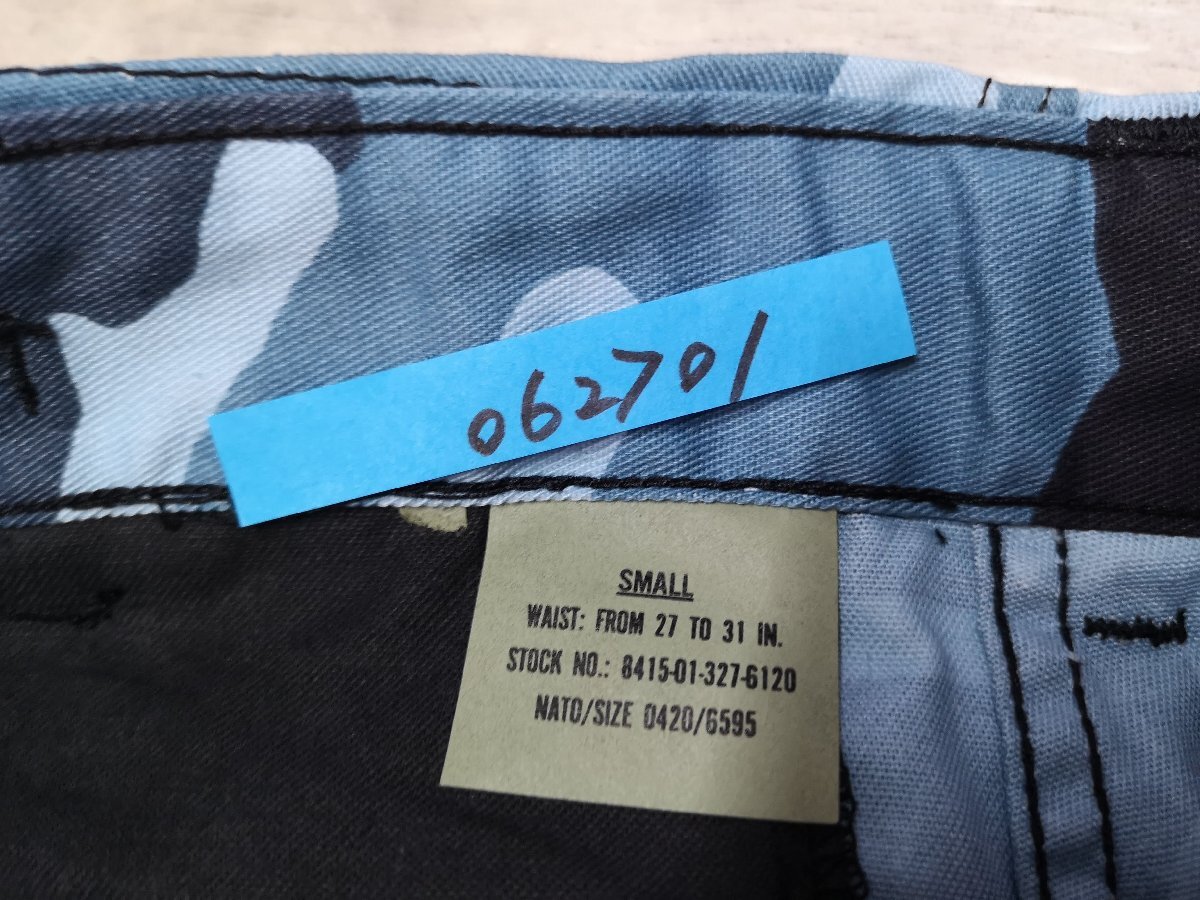 062701
SMALL
WAIST: FROM 27 TO 31 IN.
STOCK NO.: 8415-01-327-6120
NATO/SIZE 0420/6595